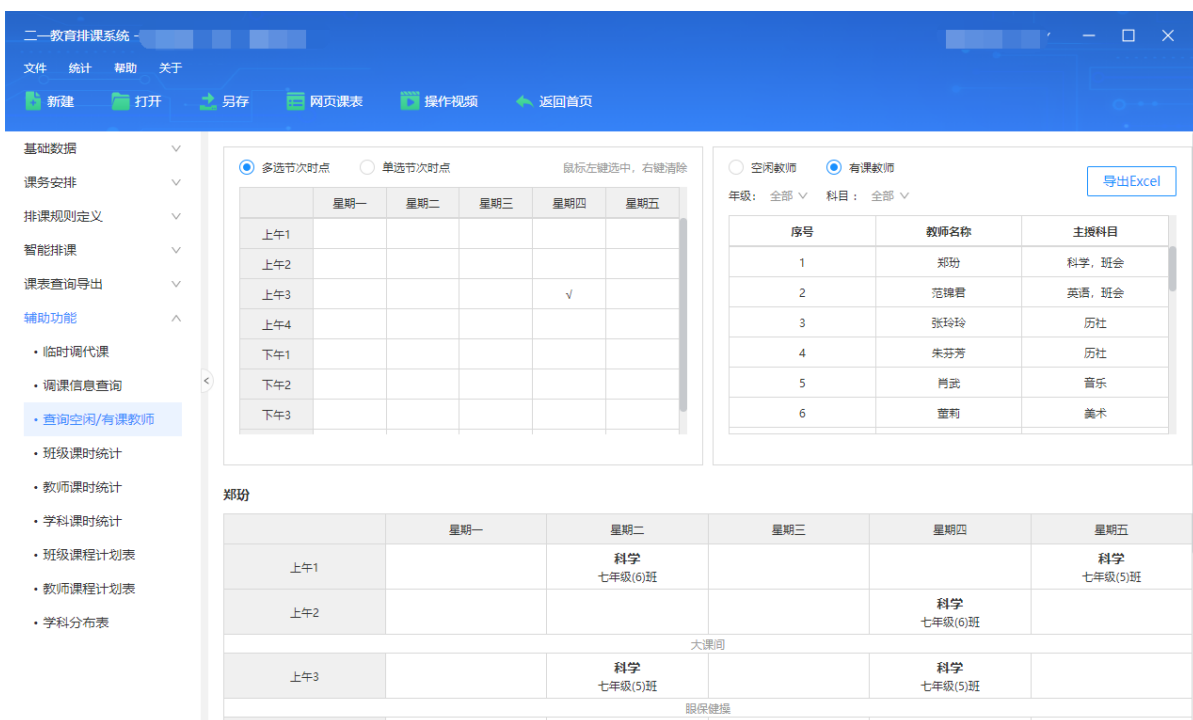 二一教育排课系统 -
文件 统计 帮助 关于
新建 打开 另存 网页课表 操作视频 返回首页
基础数据
课务安排
排课规则定义
智能排课
课表查询导出
辅助功能
• 临时调代课
• 调课信息查询
• 查询空闲/有课教师
• 班级课时统计
• 教师课时统计
• 学科课时统计
• 班级课程计划表
• 教师课程计划表
• 学科分布表
多选节次时点 单选节次时点 鼠标左键选中，右键清除
星期一 星期二 星期三 星期四 星期五
上午1
上午2
上午3 √
上午4
下午1
下午2
下午3
空闲教师 有课教师
年级： 全部 科目： 全部
导出Excel
序号 教师名称 主授科目
1 郑玢 科学，班会
2 范锦君 英语，班会
3 张玲玲 历社
4 朱芬芳 历社
5 肖武 音乐
6 董莉 美术
郑玢
星期一 星期二 星期三 星期四 星期五
上午1 科学 科学
七年级(6)班 七年级(5)班
上午2 科学
七年级(6)班
大课间
上午3 科学 科学
七年级(5)班 七年级(5)班
眼保健操